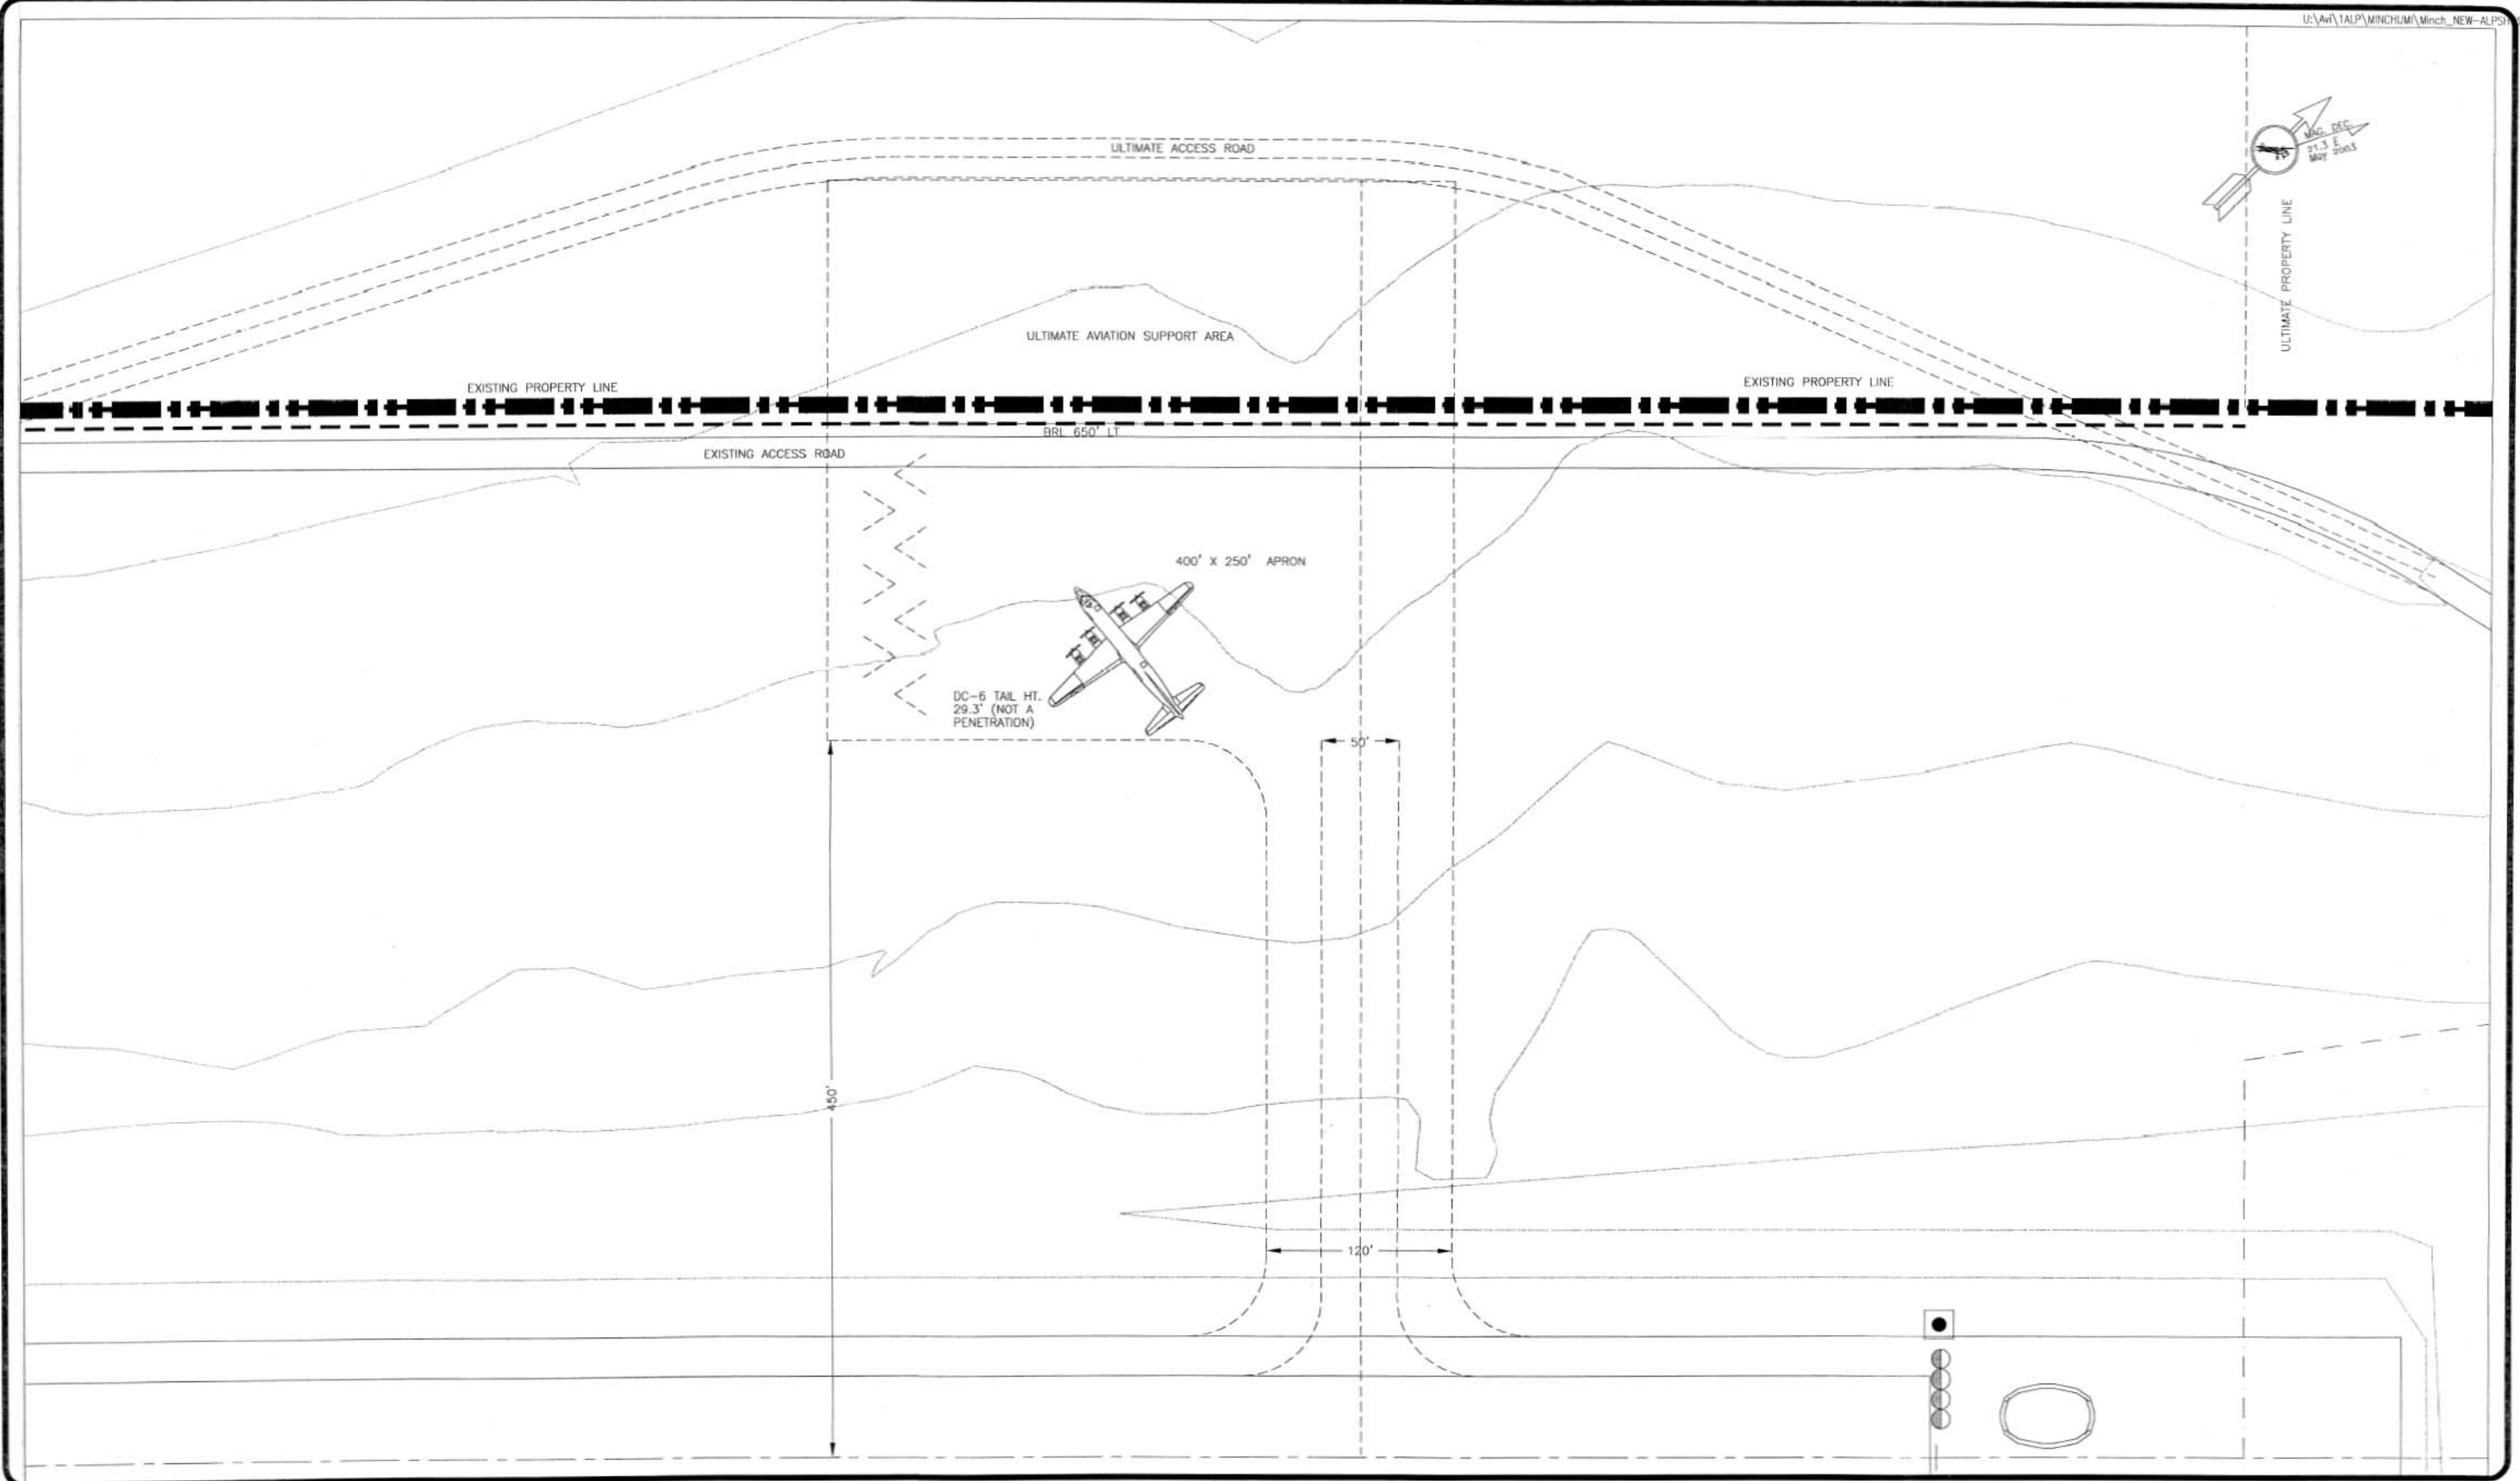 U:\Avi\1ALP\MINCHUMI\Minch_NEW-ALPSH
ULTIMATE ACCESS ROAD
MAG. DEC.
21.3 E
May 2003
ULTIMATE PROPERTY LINE
ULTIMATE AVIATION SUPPORT AREA
EXISTING PROPERTY LINE
EXISTING PROPERTY LINE
BRL 650' LT
EXISTING ACCESS ROAD
400' X 250' APRON
DC-6 TAIL HT.
29.3' (NOT A
PENETRATION)
50'
450'
120'